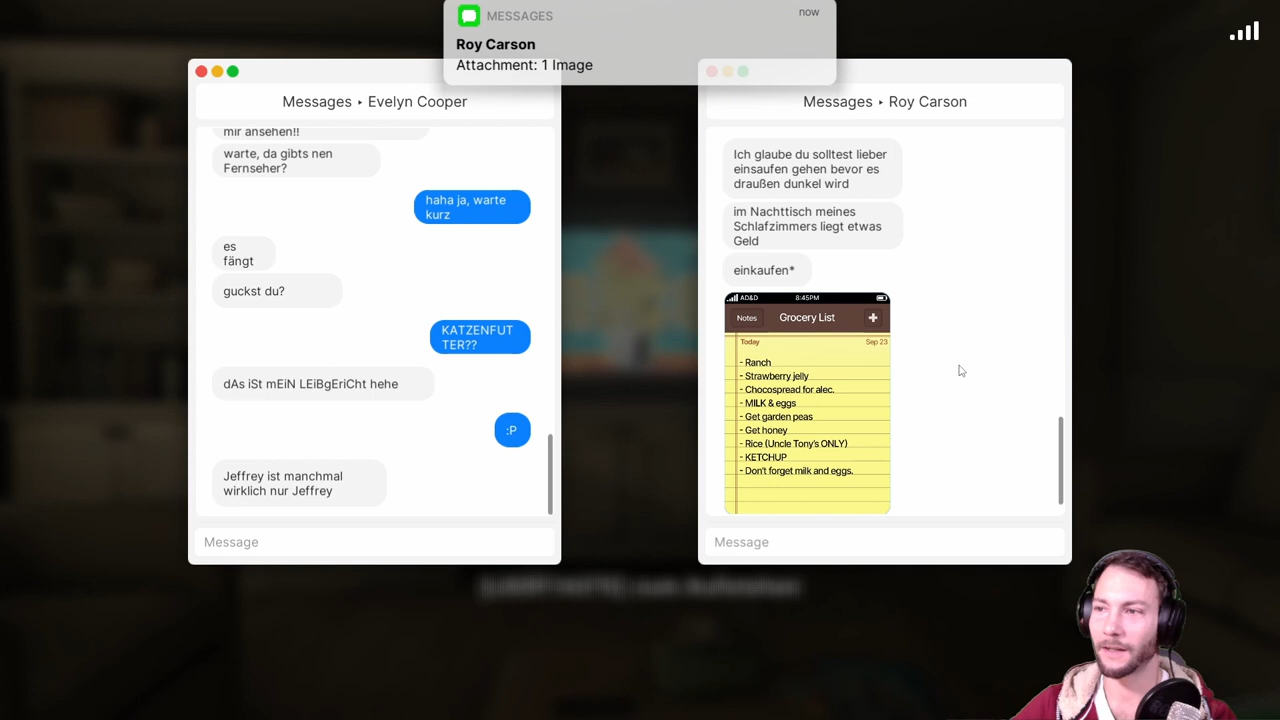 MESSAGES
now
Roy Carson
Attachment: 1 Image
Messages ▸ Evelyn Cooper
mir ansehen!!
warte, da gibts nen
Fernseher?
haha ja, warte
kurz
es
fängt
guckst du?
KATZENFUT
TER??
dAs iSt mEiN LEiBgEriCht hehe
:P
Jeffrey ist manchmal
wirklich nur Jeffrey
Message
Messages ▸ Roy Carson
Ich glaube du solltest lieber
einsaufen gehen bevor es
draußen dunkel wird
im Nachttisch meines
Schlafzimmers liegt etwas
Geld
einkaufen*
AD&D 8:45PM
Notes Grocery List +
Today Sep 23
- Ranch
- Strawberry jelly
- Chocospread for alec.
- MILK & eggs
- Get garden peas
- Get honey
- Rice (Uncle Tony's ONLY)
- KETCHUP
- Don't forget milk and eggs.
Message